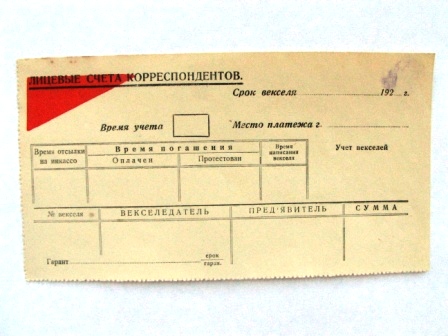 ЛИЦЕВЫЕ СЧЕТА КОРРЕСПОНДЕНТОВ.
Срок векселя 192 г.
Время учета Место платежа г.
Время отсылки на инкассо
Время погашения
Оплачен Протестован
Время написания векселя
Учет векселей
№ векселя ВЕКСЕЛЕДАТЕЛЬ ПРЕД'ЯВИТЕЛЬ СУММА
Гарант срок гарант.